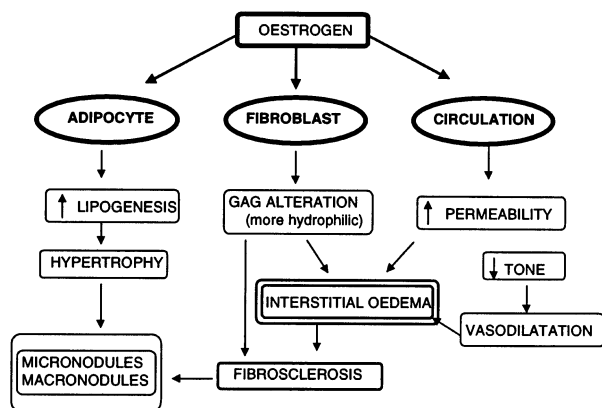 OESTROGEN
ADIPOCYTE
FIBROBLAST
CIRCULATION
↑ LIPOGENESIS
GAG ALTERATION
(more hydrophilic)
↑ PERMEABILITY
HYPERTROPHY
↓ TONE
INTERSTITIAL OEDEMA
VASODILATATION
MICRONODULES
MACRONODULES
FIBROSCLEROSIS